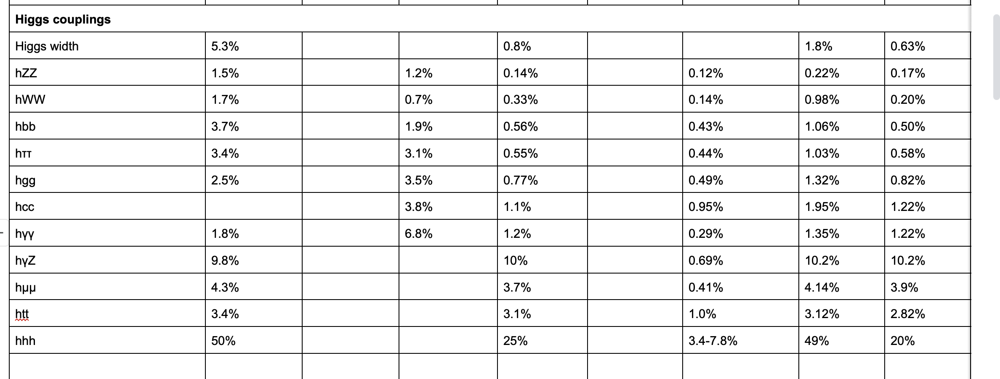 Higgs couplings
Higgs width 5.3% 0.8% 1.8% 0.63%
hZZ 1.5% 1.2% 0.14% 0.12% 0.22% 0.17%
hWW 1.7% 0.7% 0.33% 0.14% 0.98% 0.20%
hbb 3.7% 1.9% 0.56% 0.43% 1.06% 0.50%
hττ 3.4% 3.1% 0.55% 0.44% 1.03% 0.58%
hgg 2.5% 3.5% 0.77% 0.49% 1.32% 0.82%
hcc 3.8% 1.1% 0.95% 1.95% 1.22%
hγγ 1.8% 6.8% 1.2% 0.29% 1.35% 1.22%
hγZ 9.8% 10% 0.69% 10.2% 10.2%
hμμ 4.3% 3.7% 0.41% 4.14% 3.9%
htt 3.4% 3.1% 1.0% 3.12% 2.82%
hhh 50% 25% 3.4-7.8% 49% 20%